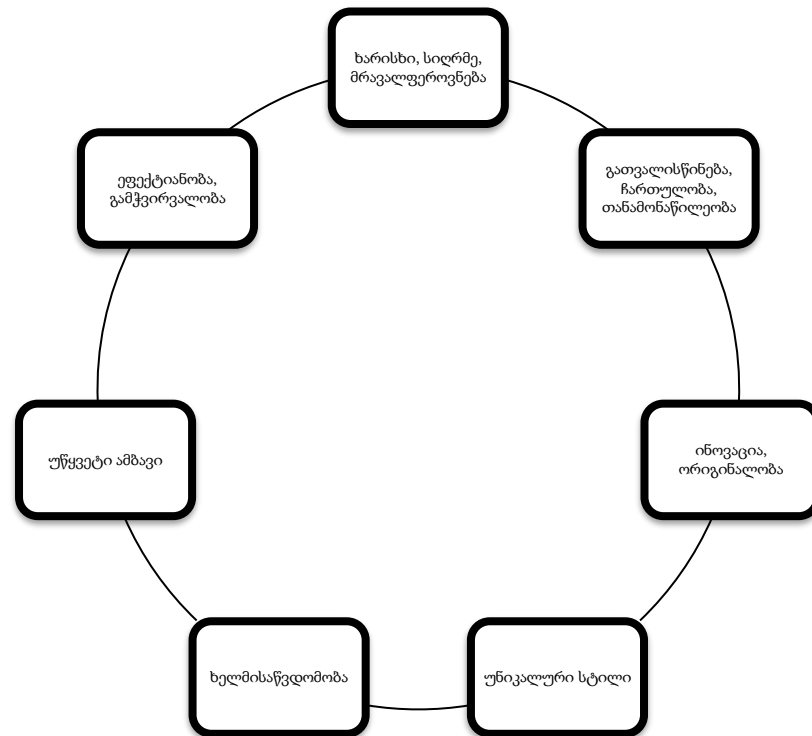 ხარისხი, სიღრმე,
მრავალფეროვნება
გათვალისწინება,
ჩართულობა,
თანამონაწილეობა
ინოვაცია,
ორიგინალობა
უნიკალური სტილი
ხელმისაწვდომობა
უწყვეტი ამბავი
ეფექტიანობა,
გამჭვირვალობა